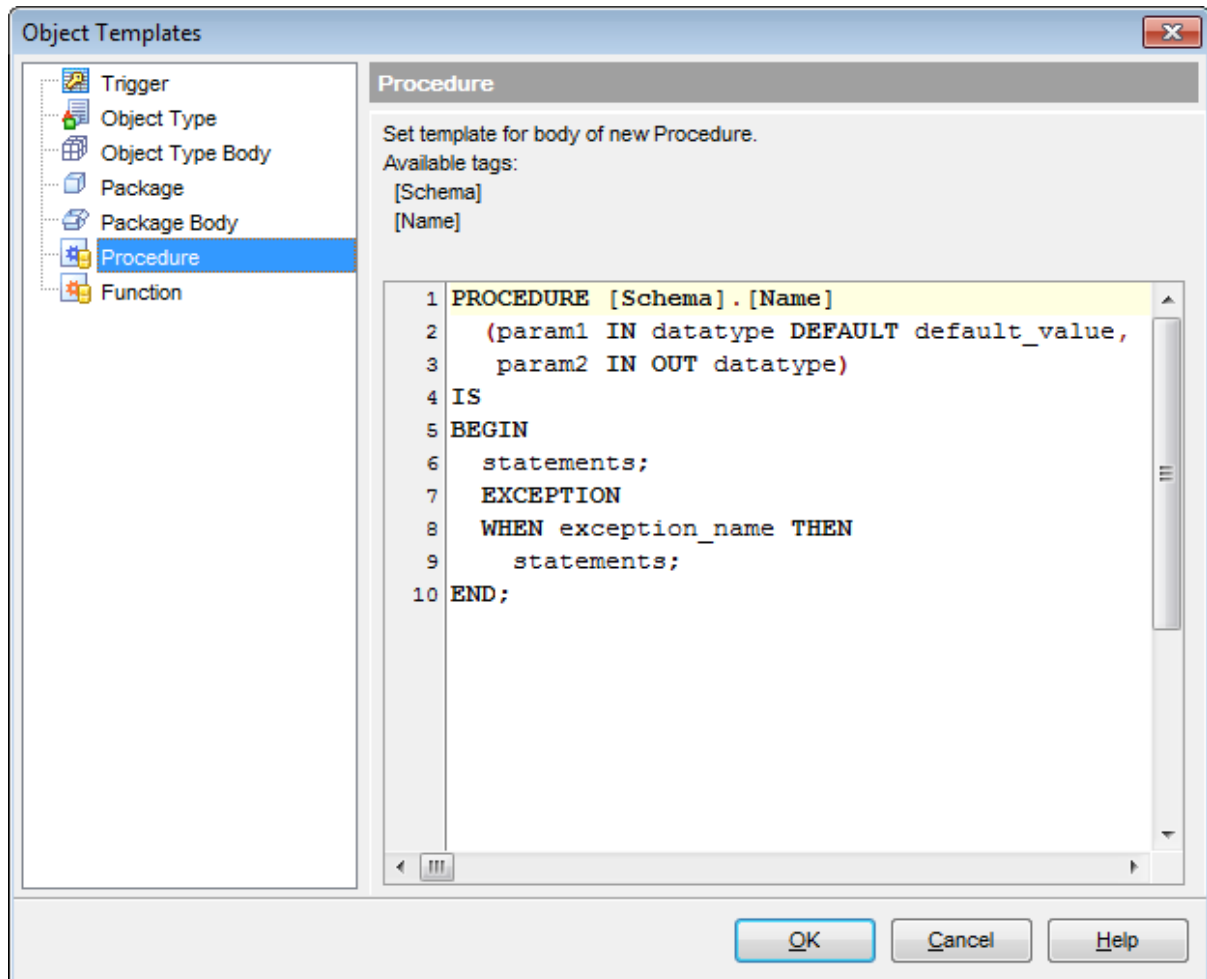 Object Templates
Trigger
Object Type
Object Type Body
Package
Package Body
Procedure
Function
Procedure
Set template for body of new Procedure.
Available tags:
[Schema]
[Name]
1 PROCEDURE [Schema].[Name]
2 (param1 IN datatype DEFAULT default_value,
3 param2 IN OUT datatype)
4 IS
5 BEGIN
6 statements;
7 EXCEPTION
8 WHEN exception_name THEN
9 statements;
10 END;
OK Cancel Help